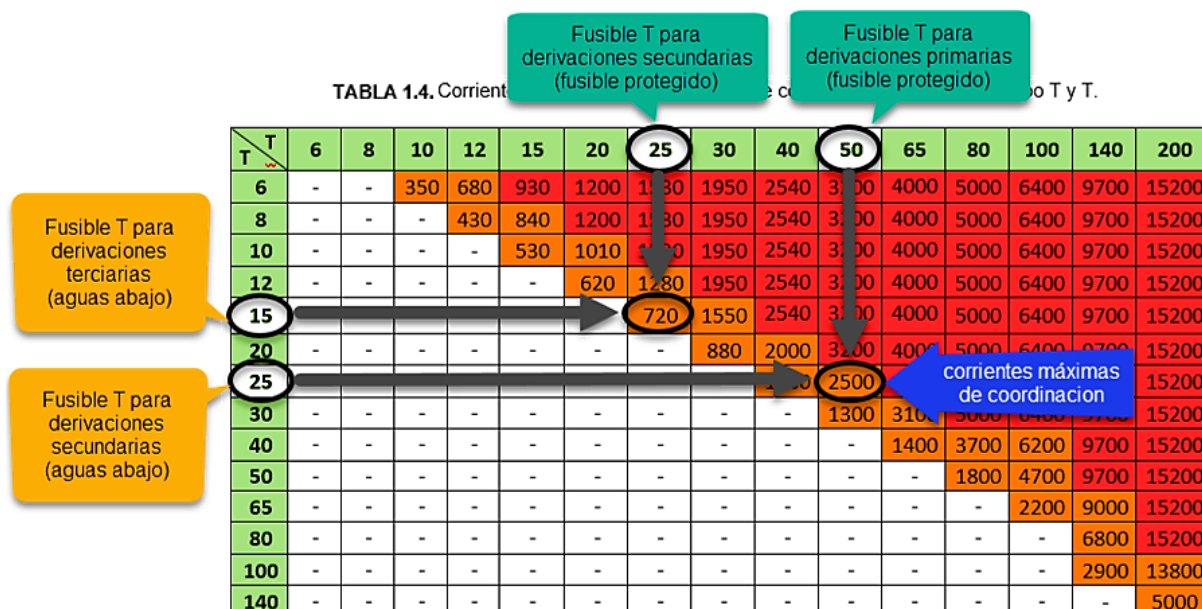 Fusible T para
derivaciones secundarias
(fusible protegido)
Fusible T para
derivaciones primarias
(fusible protegido)
TABLA 1.4. T y T.
T T 6 8 10 12 15 20 25 30 40 50 65 80 100 140 200
6 - - 350 680 930 1200 1950 2540 4000 5000 6400 9700 15200
8 - - - 430 840 1200 1950 2540 4000 5000 6400 9700 15200
10 - - - - 530 1010 1950 2540 4000 5000 6400 9700 15200
12 - - - - - 620 1280 1950 2540 4000 5000 6400 9700 15200
15 720 1550 2540 4000 5000 6400 9700 15200
20 - - - - - - - 880 2000 3200 15200
25 2500 15200
30 - - - - - - - - - 1300 15200
40 - - - - - - - - - - 1400 3700 6200 9700 15200
50 - - - - - - - - - - - 1800 4700 9700 15200
65 - - - - - - - - - - - - 2200 9000 15200
80 - - - - - - - - - - - - - 6800 15200
100 - - - - - - - - - - - - - 2900 13800
140 - - - - - - - - - - - - - - 5000
Fusible T para
derivaciones
terciarias
(aguas abajo)
Fusible T para
derivaciones
secundarias
(aguas abajo)
corrientes máximas
de coordinacion